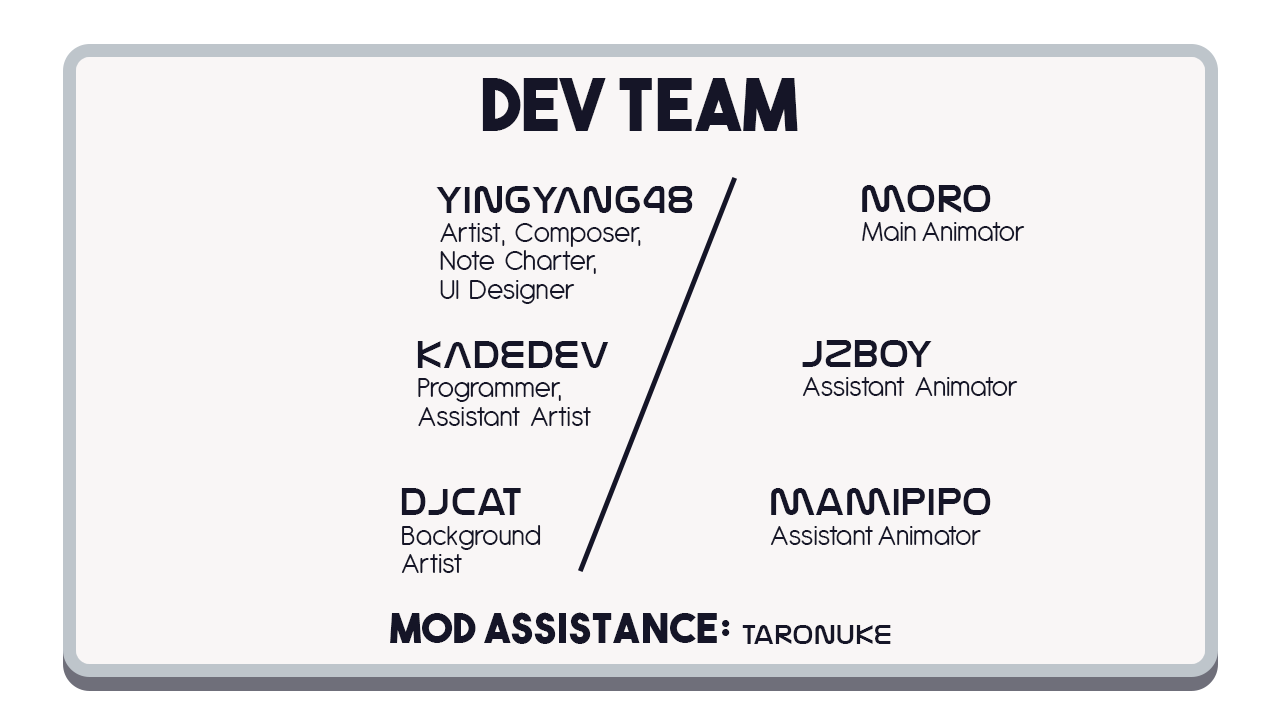 DEV TEAM
YINGYANG48
Artist, Composer,
Note Charter,
UI Designer
KADEDEV
Programmer,
Assistant Artist
DJCAT
Background
Artist
MORO
Main Animator
JZBOY
Assistant Animator
MAMIPIPO
Assistant Animator
MOD ASSISTANCE: TARONUKE